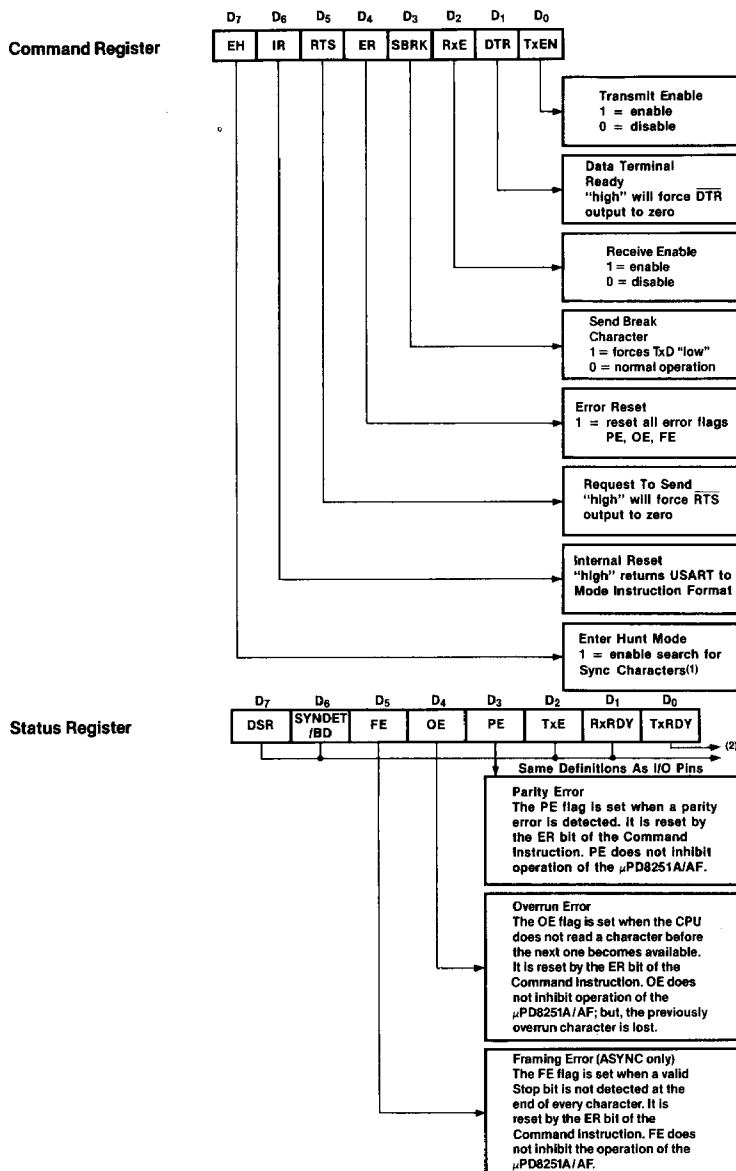 D7 D6 D5 D4 D3 D2 D1 D0
Command Register
EH IR RTS ER SBRK RxE DTR TxEN
Transmit Enable
1 = enable
0 = disable
Data Terminal
Ready
"high" will force DTR
output to zero
Receive Enable
1 = enable
0 = disable
Send Break
Character
1 = forces TxD "low"
0 = normal operation
Error Reset
1 = reset all error flags
PE, OE, FE
Request To Send
"high" will force RTS
output to zero
Internal Reset
"high" returns USART to
Mode Instruction Format
Enter Hunt Mode
1 = enable search for
Sync Characters(1)
D7 D6 D5 D4 D3 D2 D1 D0
Status Register
DSR SYNDET
/BD FE OE PE TxE RxRDY TxRDY
(2)
Same Definitions As I/O Pins
Parity Error
The PE flag is set when a parity
error is detected. It is reset by
the ER bit of the Command
Instruction. PE does not inhibit
operation of the μPD8251A/AF.
Overrun Error
The OE flag is set when the CPU
does not read a character before
the next one becomes available.
It is reset by the ER bit of the
Command Instruction. OE does
not inhibit operation of the
μPD8251A/AF; but, the previously
overrun character is lost.
Framing Error (ASYNC only)
The FE flag is set when a valid
Stop bit is not detected at the
end of every character. It is
reset by the ER bit of the
Command Instruction. FE does
not inhibit the operation of the
μPD8251A/AF.